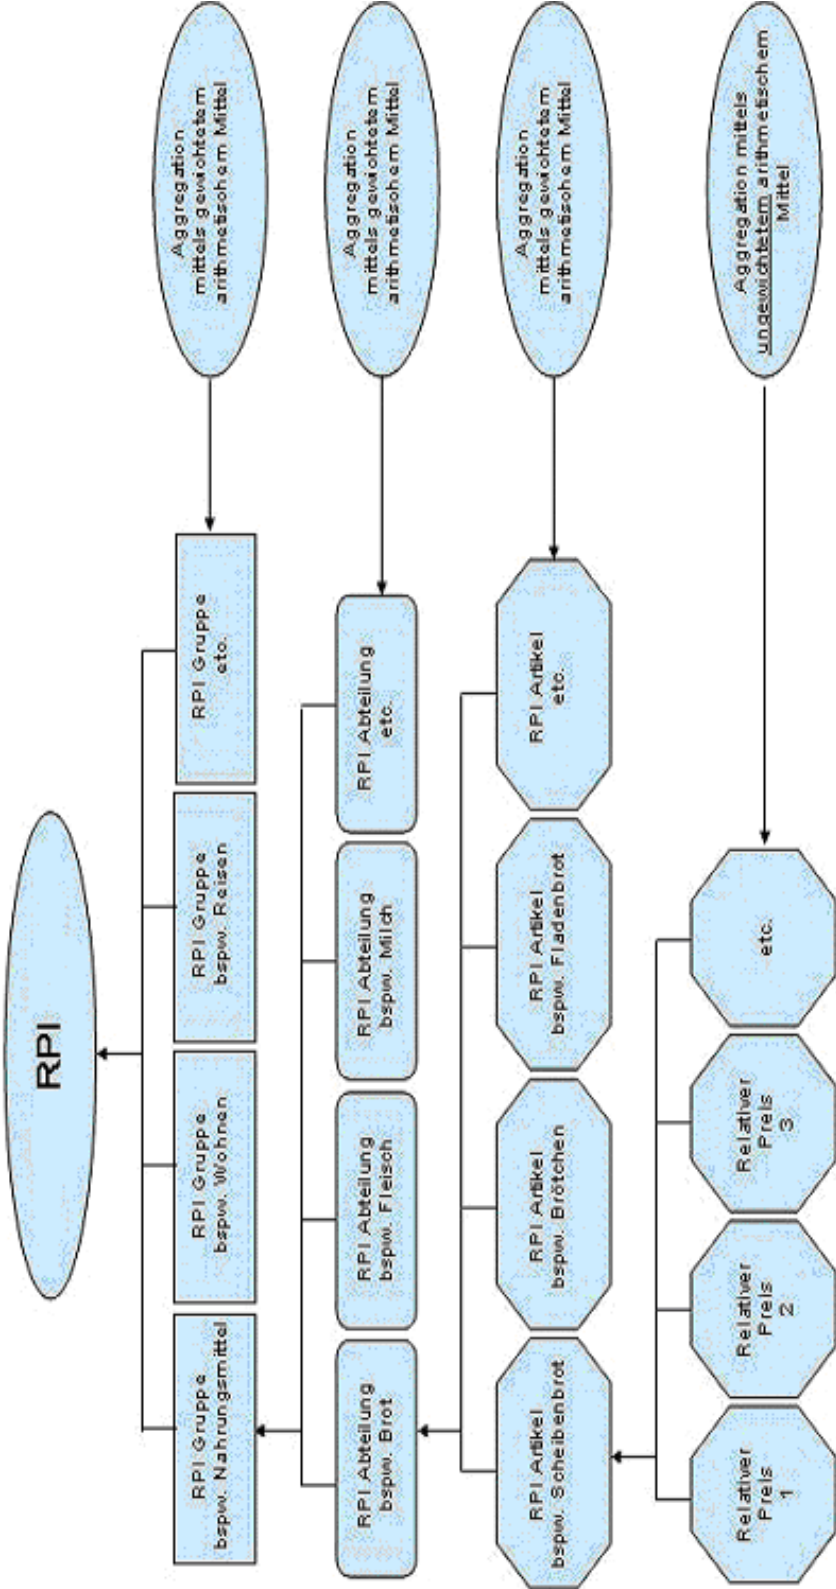 RPI
RPI Gruppe
bspw. Nahrungsmittel
RPI Gruppe
bspw. Wohnen
RPI Gruppe
bspw. Reisen
RPI Gruppe
etc.
Aggregation
mittels gewichtetem
arithmetischem Mittel
RPI Abteilung
bspw. Brot
RPI Abteilung
bspw. Fleisch
RPI Abteilung
bspw. Milch
RPI Abteilung
etc.
Aggregation
mittels gewichtetem
arithmetischem Mittel
RPI Artikel
bspw. Scheibenbrot
RPI Artikel
bspw. Brötchen
RPI Artikel
bspw. Fladenbrot
RPI Artikel
etc.
Aggregation
mittels gewichtetem
arithmetischem Mittel
Relativer
Preis
1
Relativer
Preis
2
Relativer
Preis
3
etc.
Aggregation mittels
ungewichtetem arithmetischem
Mittel